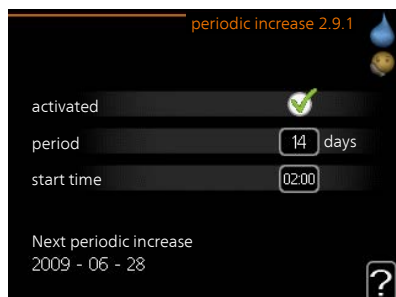 periodic increase 2.9.1
activated
period 14 days
start time 02:00
Next periodic increase
2009 - 06 - 28
?